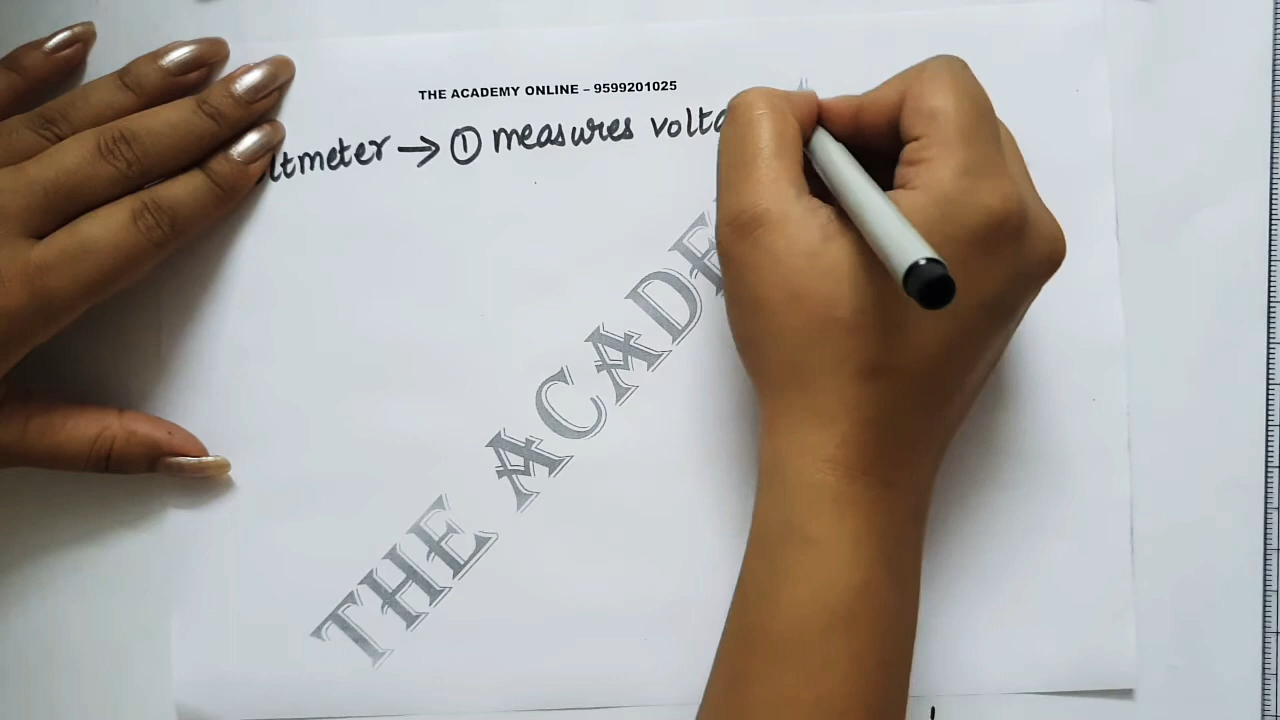 THE ACADEMY ONLINE – 9599201025
ltmeter → ① measures volta
THE ACADE